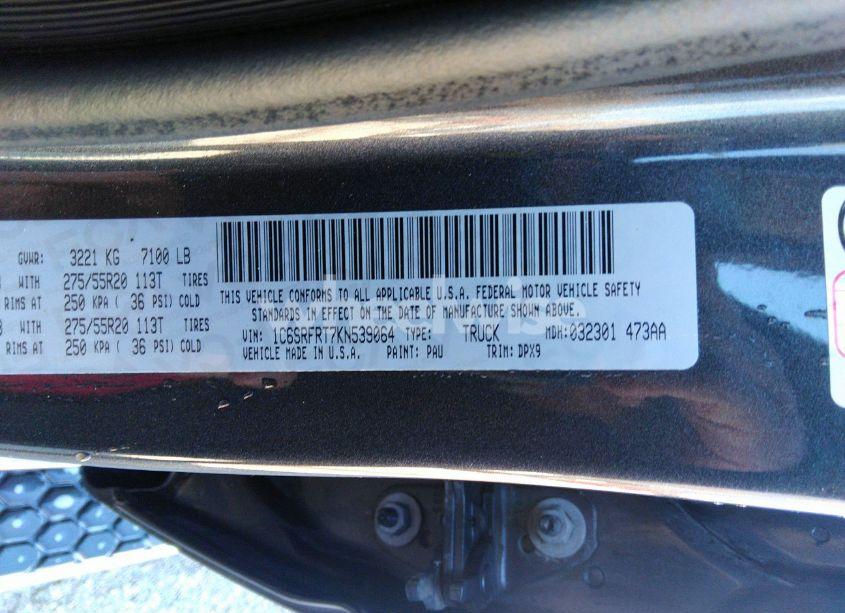 GVWR: 3221 KG 7100 LB
WITH 275/55R20 113T TIRES
RIMS AT 250 KPA ( 36 PSI) COLD
WITH 275/55R20 113T TIRES
RIMS AT 250 KPA ( 36 PSI) COLD
THIS VEHICLE CONFORMS TO ALL APPLICABLE U.S.A. FEDERAL MOTOR VEHICLE SAFETY
STANDARDS IN EFFECT ON THE DATE OF MANUFACTURE SHOWN ABOVE.
VIN: 1C6SRFRT7KN539064 TYPE: TRUCK MDH: 032301 473AA
VEHICLE MADE IN U.S.A. PAINT: PAU TRIM: DPX9